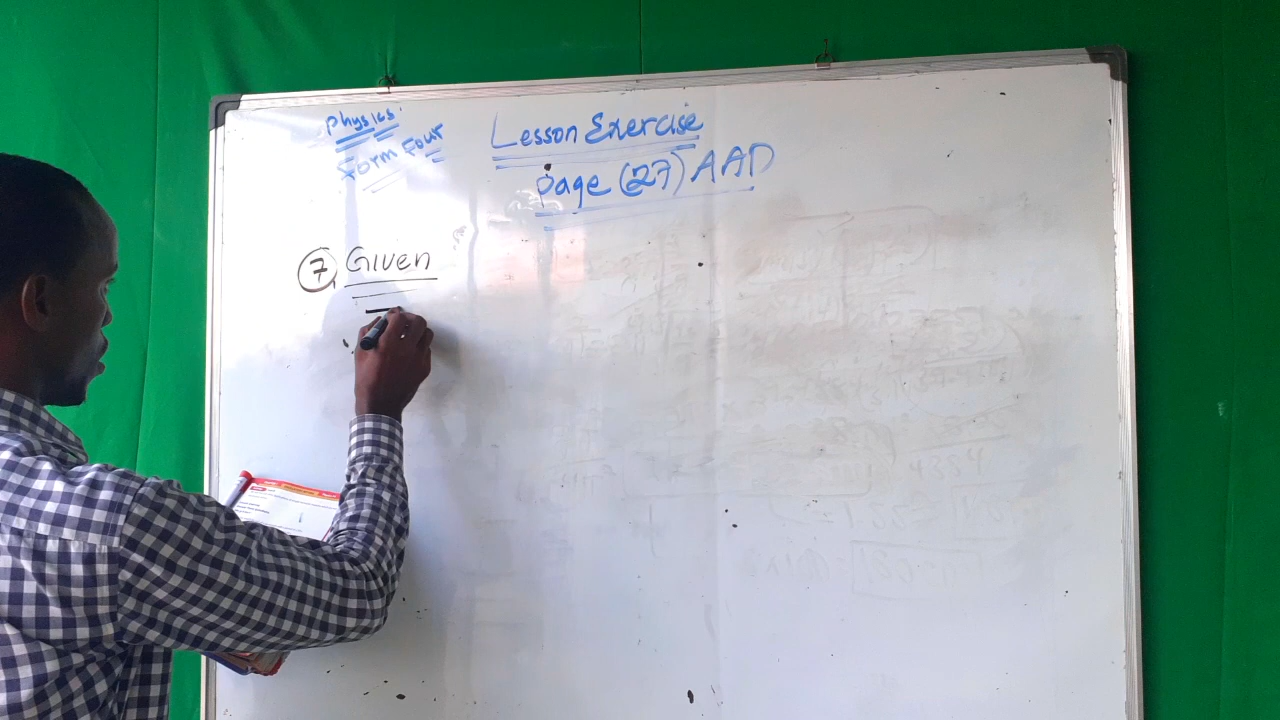 Physics
Form Four
Lesson Exercise
page (27) AAD
7 Given